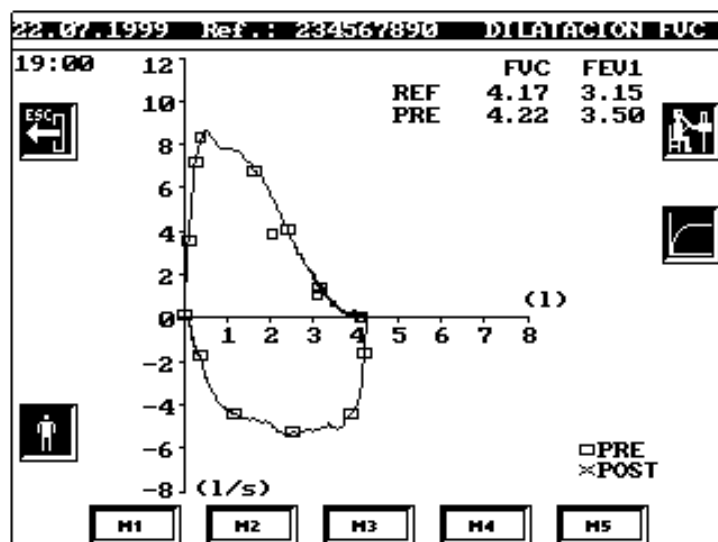 22.07.1999 Ref.: 234567890 DILATACION FVC
19:00
ESC
FVC FEV1
REF 4.17 3.15
PRE 4.22 3.50
12
10
8
6
4
2
0
-2
-4
-6
-8
1 2 3 4 5 6 7 8
(l)
(l/s)
PRE
POST
M1 M2 M3 M4 M5